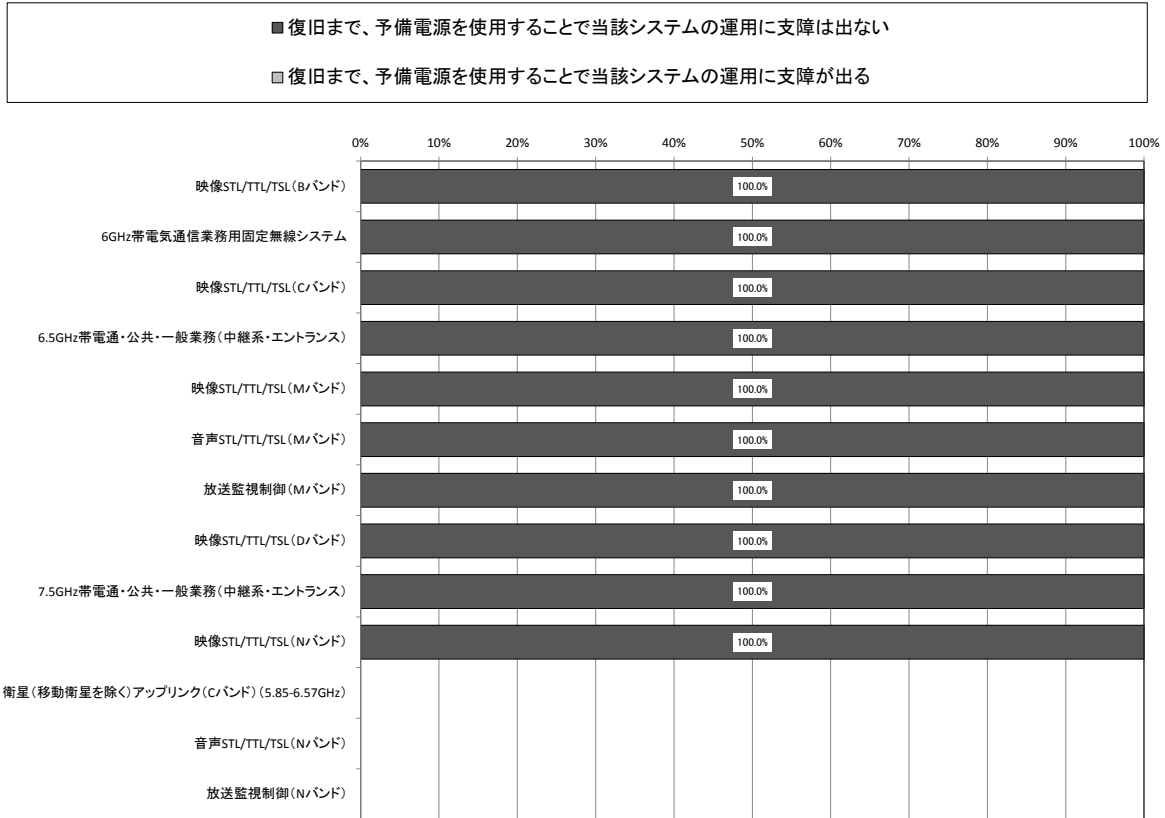 ■復旧まで、予備電源を使用することで当該システムの運用に支障は出ない
■復旧まで、予備電源を使用することで当該システムの運用に支障が出る
0% 10% 20% 30% 40% 50% 60% 70% 80% 90% 100%
映像STL/TTL/TSL(Bバンド) 100.0%
6GHz帯電気通信業務用固定無線システム 100.0%
映像STL/TTL/TSL(Cバンド) 100.0%
6.5GHz帯電通・公共・一般業務(中継系・エントランス) 100.0%
映像STL/TTL/TSL(Mバンド) 100.0%
音声STL/TTL/TSL(Mバンド) 100.0%
放送監視制御(Mバンド) 100.0%
映像STL/TTL/TSL(Dバンド) 100.0%
7.5GHz帯電通・公共・一般業務(中継系・エントランス) 100.0%
映像STL/TTL/TSL(Nバンド) 100.0%
衛星(移動衛星を除く)アップリンク(Cバンド)(5.85-6.57GHz)
音声STL/TTL/TSL(Nバンド)
放送監視制御(Nバンド)